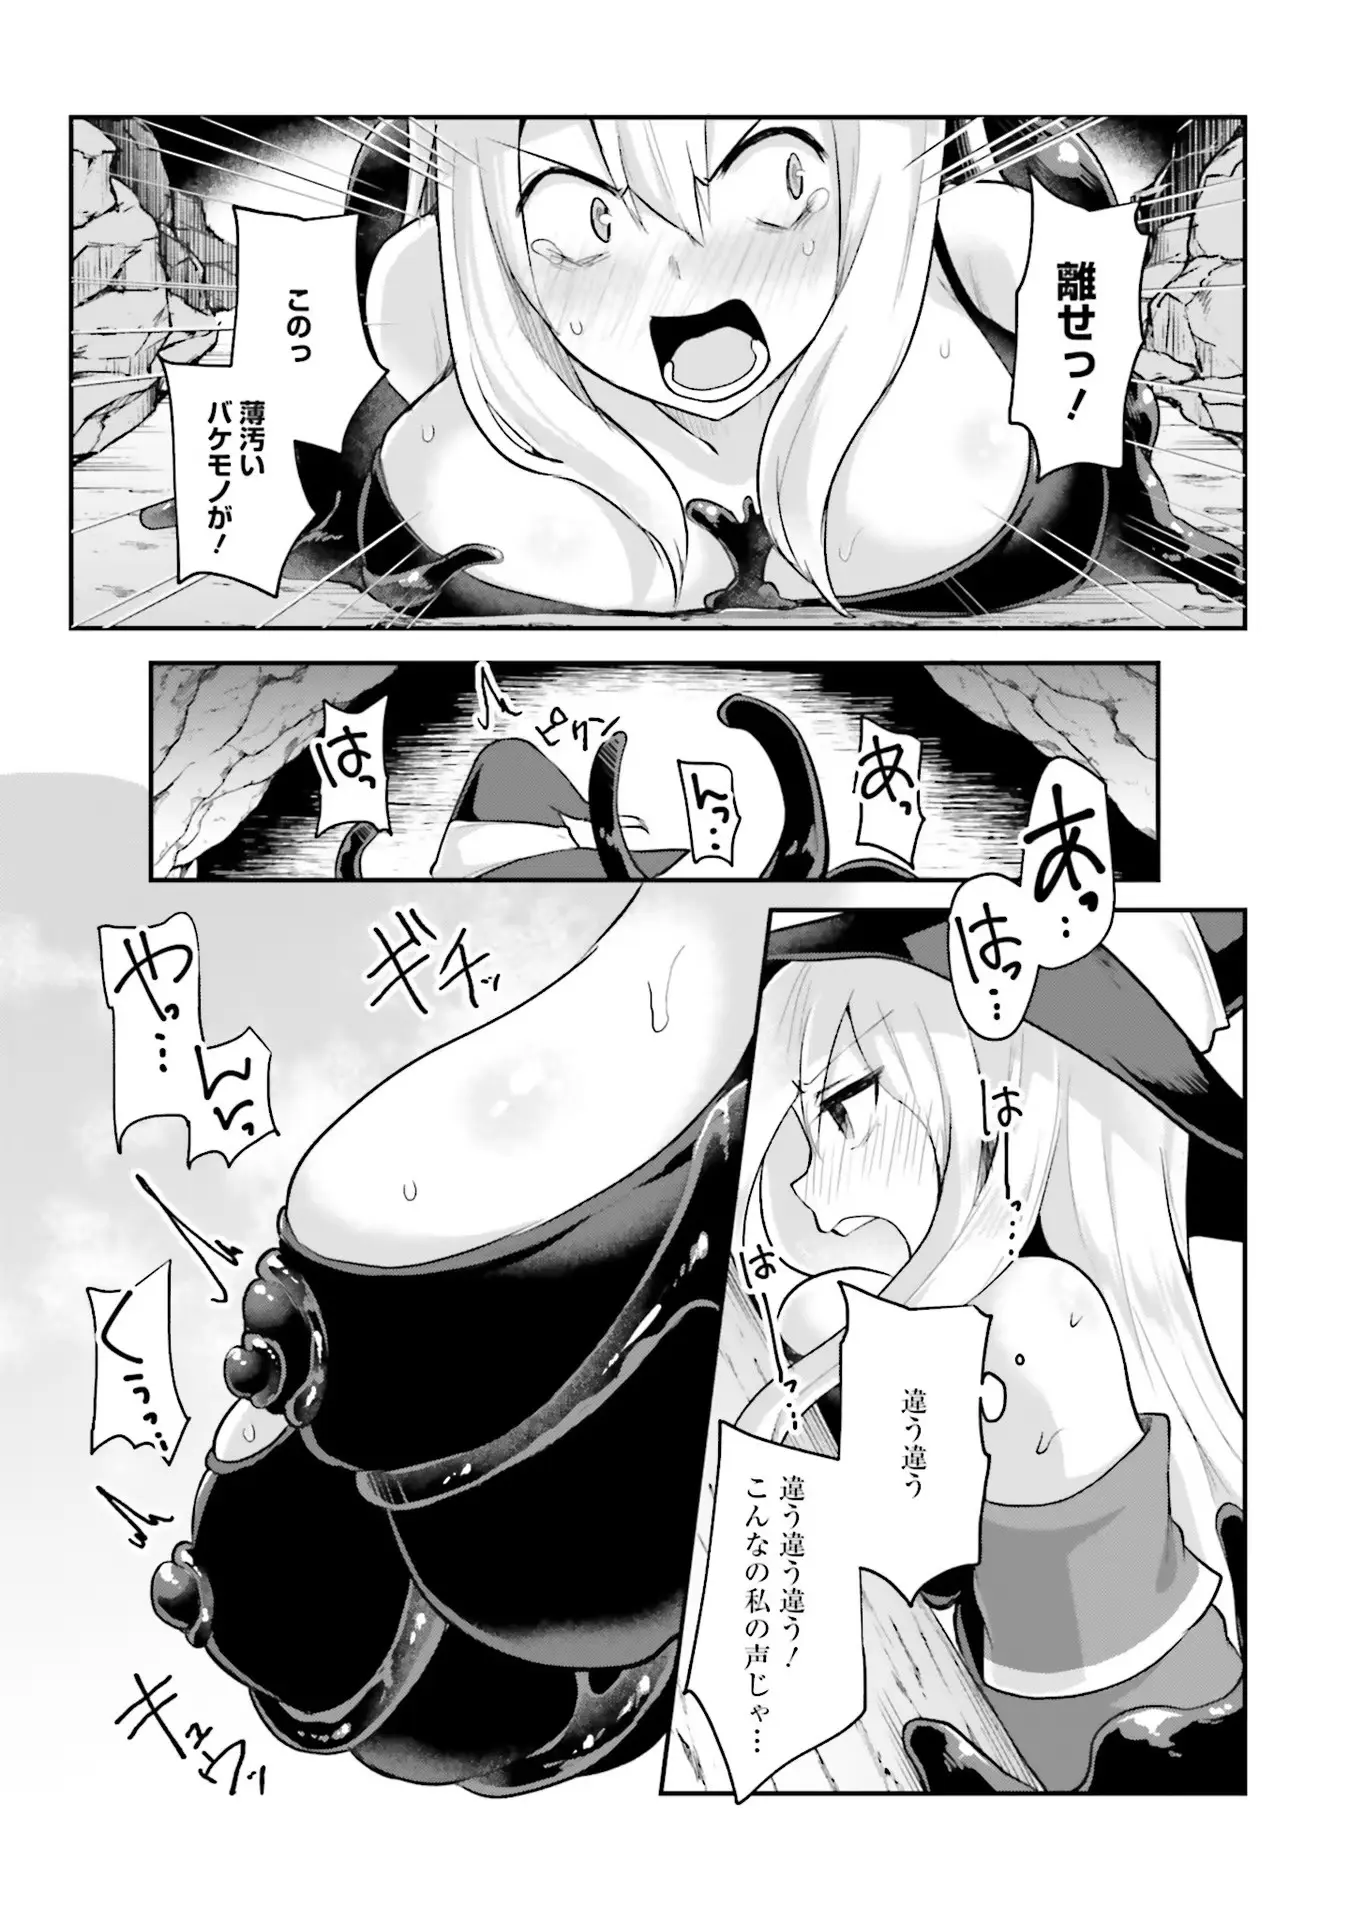 離せっ!
このっ
薄汚い
バケモノが!
あっ
んっ…
ピクン
はっ
あっ…
はっ…
はー…
はー…
違う違う
違う違う違う!
こんなの私の声じゃ…
ギチッ
やっ…
んんっ
くっっ…
キュウッ